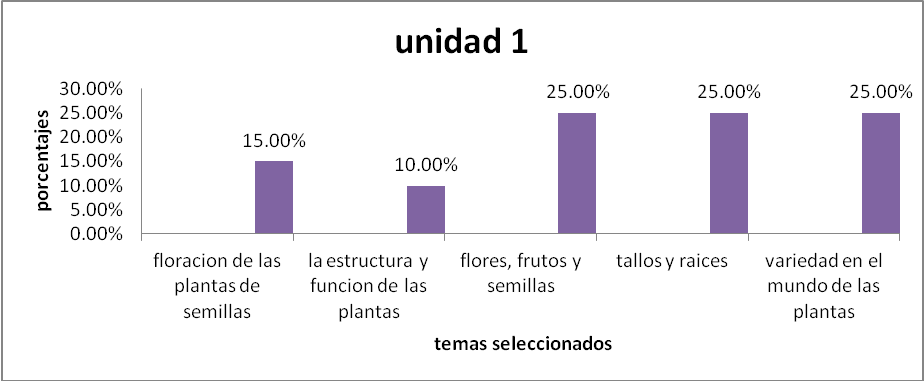 unidad 1
porcentajes
30.00%
25.00%
20.00%
15.00%
10.00%
5.00%
0.00%
15.00%
10.00%
25.00%
25.00%
25.00%
floracion de las
plantas de
semillas
la estructura y
funcion de las
plantas
flores, frutos y
semillas
tallos y raices
variedad en el
mundo de las
plantas
temas seleccionados